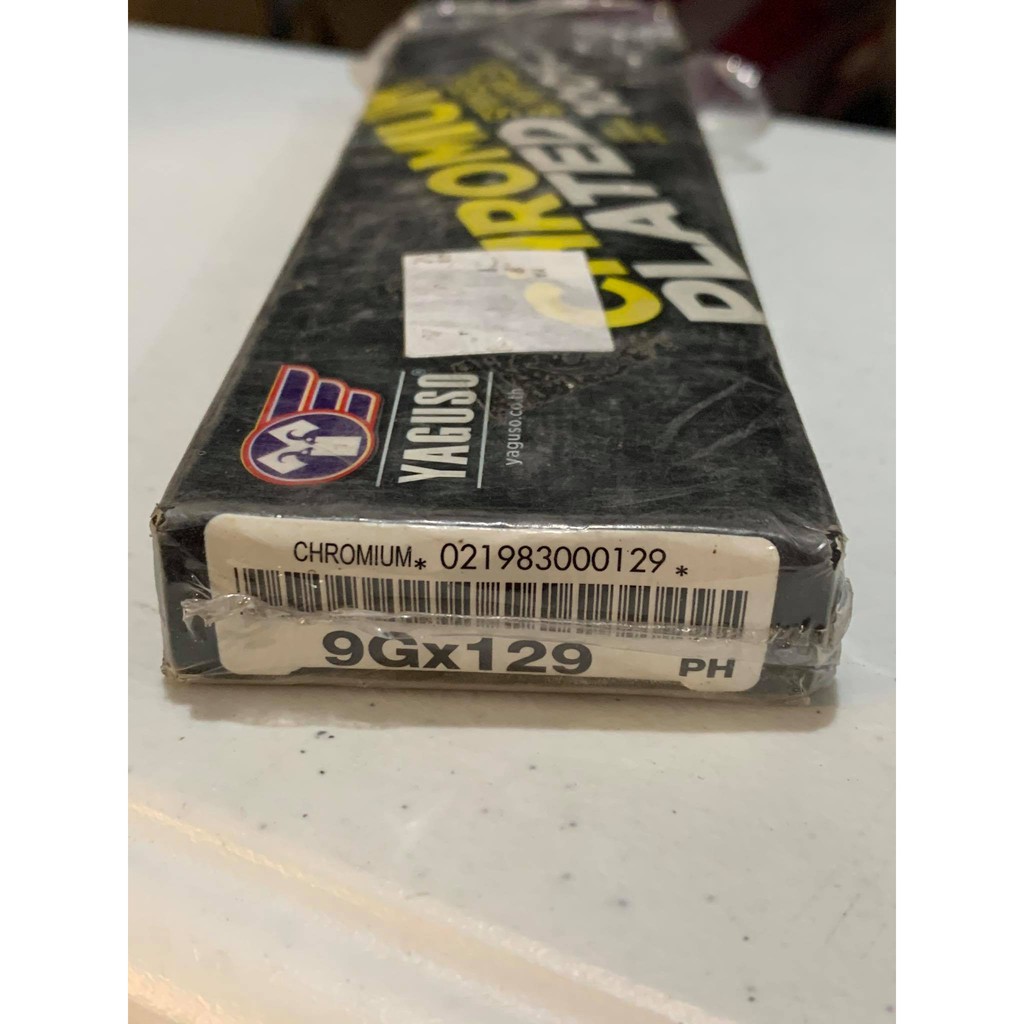 CHROMIUM
PLATED
YAGUSO®
yaguso.co.th
CHROMIUM* 021983000129 *
9Gx129 PH